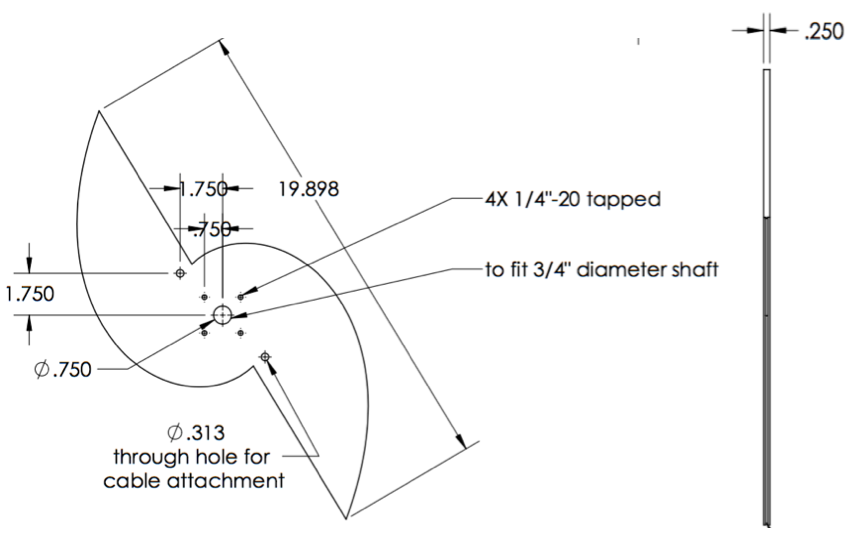 .250
1.750
19.898
4X 1/4"-20 tapped
.750
to fit 3/4" diameter shaft
1.750
∅.750
∅.313
through hole for
cable attachment